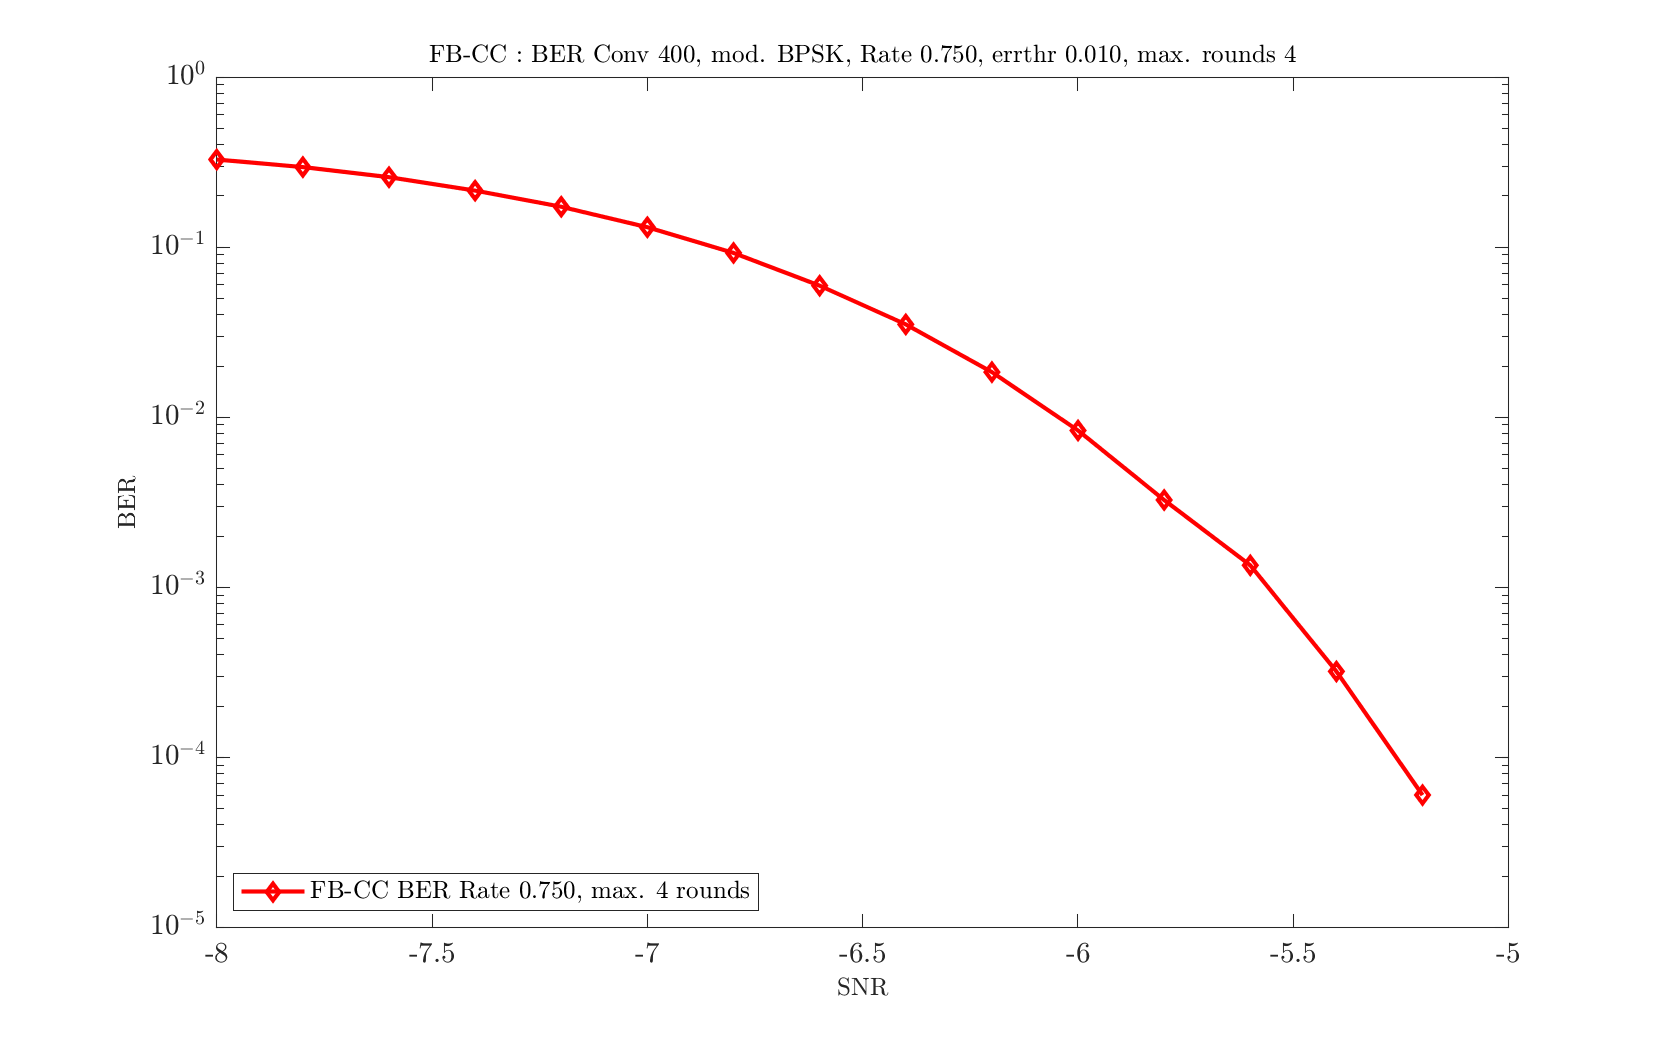 FB-CC : BER Conv 400, mod. BPSK, Rate 0.750, errthr 0.010, max. rounds 4
10^0
10^-1
10^-2
10^-3
10^-4
10^-5
BER
FB-CC BER Rate 0.750, max. 4 rounds
-8 -7.5 -7 -6.5 -6 -5.5 -5
SNR